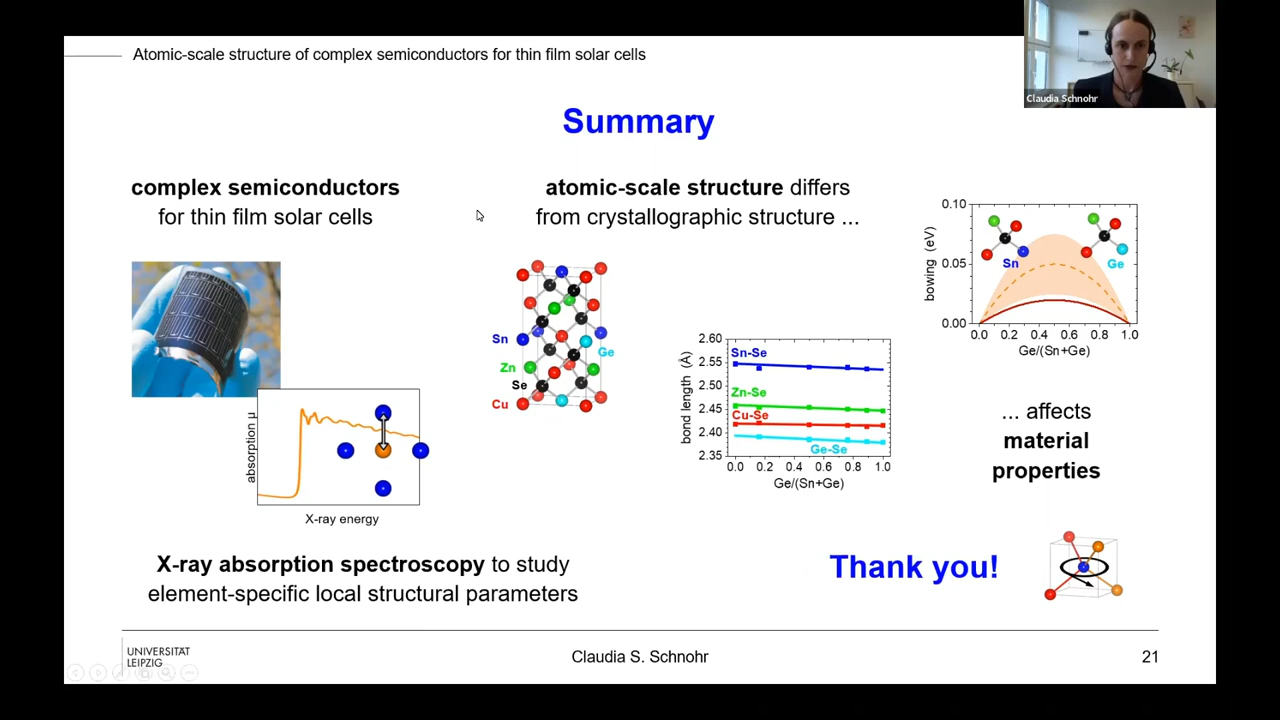 Atomic-scale structure of complex semiconductors for thin film solar cells
Claudia Schnohr
Summary
complex semiconductors
for thin film solar cells
atomic-scale structure differs
from crystallographic structure ...
Sn
Zn
Se
Cu
Ge
absorption μ
X-ray energy
bond length (Å)
2.60
2.55
2.50
2.45
2.40
2.35
Sn-Se
Zn-Se
Cu-Se
Ge-Se
0.0 0.2 0.4 0.6 0.8 1.0
Ge/(Sn+Ge)
bowing (eV)
0.10
0.05
0.00
Sn
Ge
0.0 0.2 0.4 0.6 0.8 1.0
Ge/(Sn+Ge)
... affects
material
properties
X-ray absorption spectroscopy to study
element-specific local structural parameters
Thank you!
UNIVERSITÄT
LEIPZIG
Claudia S. Schnohr
21